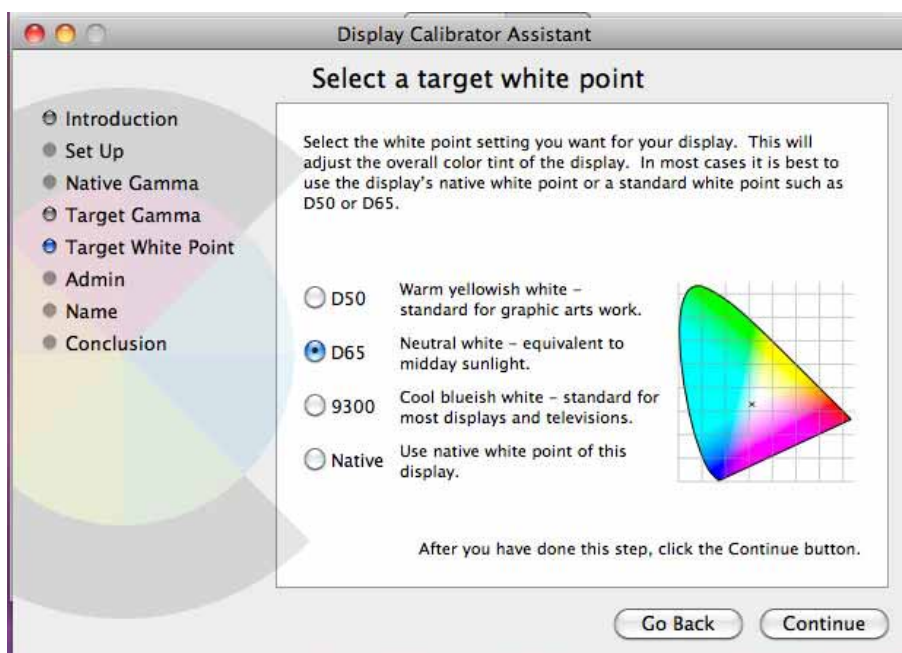 Display Calibrator Assistant
Select a target white point
Introduction
Set Up
Native Gamma
Target Gamma
Target White Point
Admin
Name
Conclusion
Select the white point setting you want for your display. This will
adjust the overall color tint of the display. In most cases it is best to
use the display's native white point or a standard white point such as
D50 or D65.
D50
Warm yellowish white –
standard for graphic arts work.
D65
Neutral white – equivalent to
midday sunlight.
9300
Cool blueish white – standard for
most displays and televisions.
Native
Use native white point of this
display.
After you have done this step, click the Continue button.
Go Back
Continue